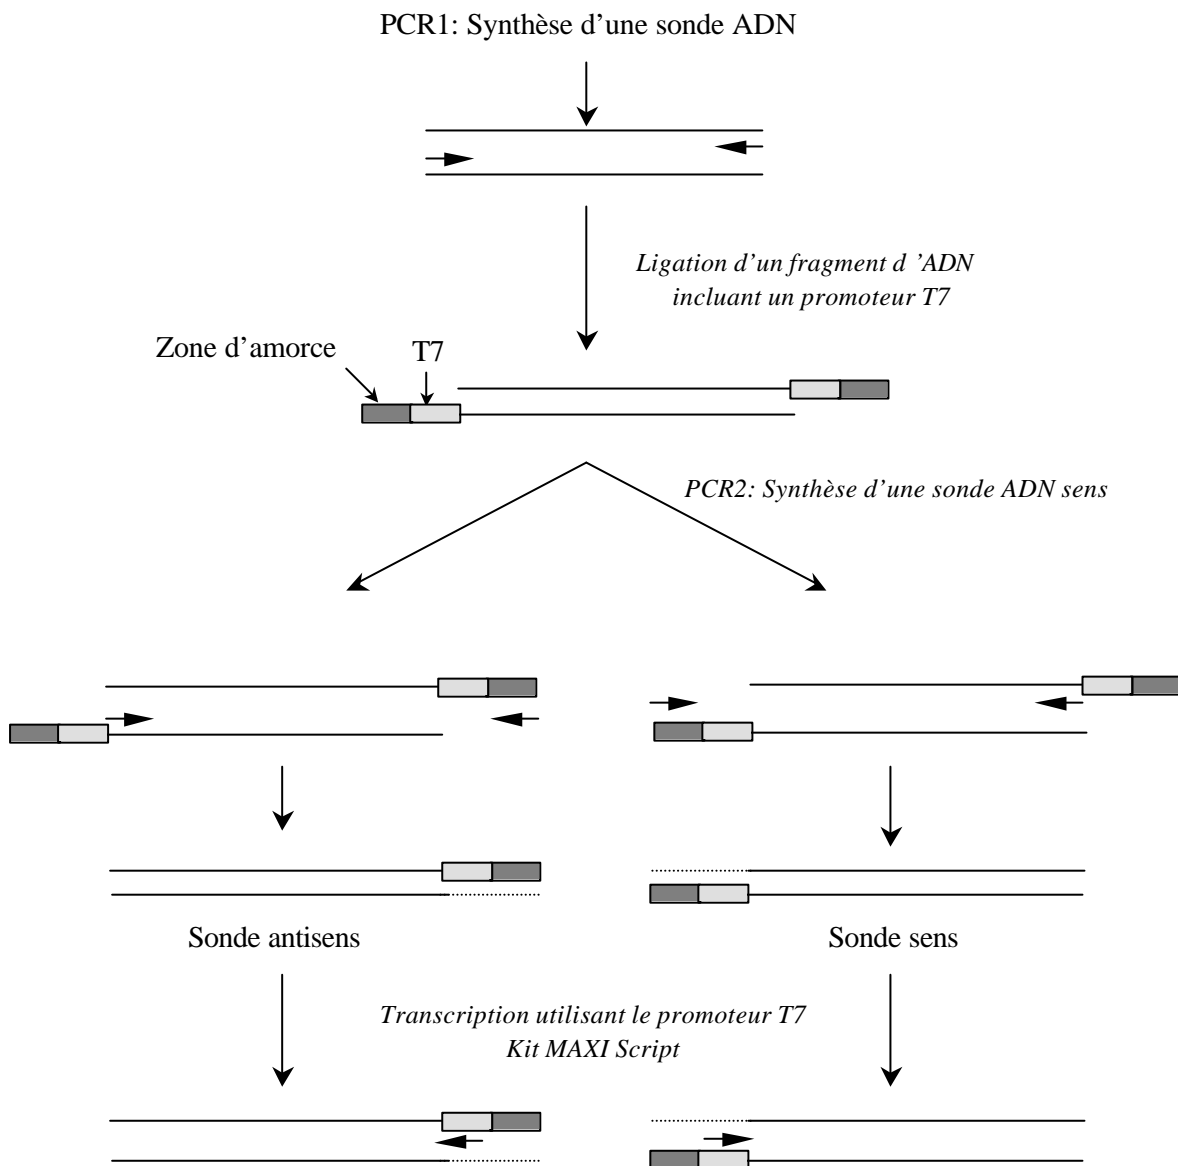 PCR1: Synthèse d’une sonde ADN
Ligation d’un fragment d ’ADN
incluant un promoteur T7
Zone d’amorce
T7
PCR2: Synthèse d’une sonde ADN sens
Sonde antisens
Sonde sens
Transcription utilisant le promoteur T7
Kit MAXI Script